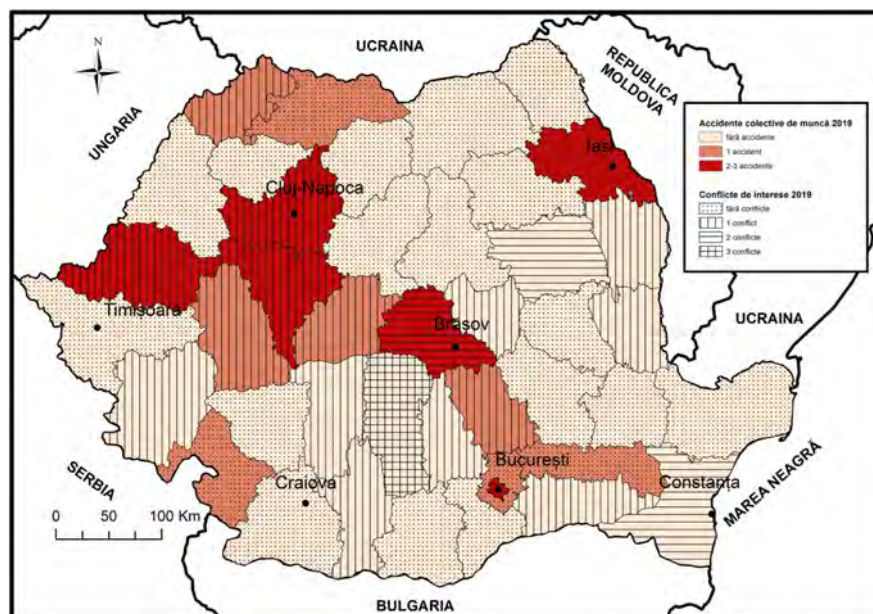 UCRAINA
N
REPUBLICA
MOLDOVA
UNGARIA
Accidente colective de muncă 2019
fără accidente
1 accident
2-3 accidente
Conflicte de interese 2019
fără conflicte
1 conflict
2 conflicte
3 conflicte
Iași
Cluj-Napoca
Timișoara
Brașov
UCRAINA
SERBIA
București
Craiova
Constanța
MAREA NEAGRĂ
0 50 100 Km
BULGARIA